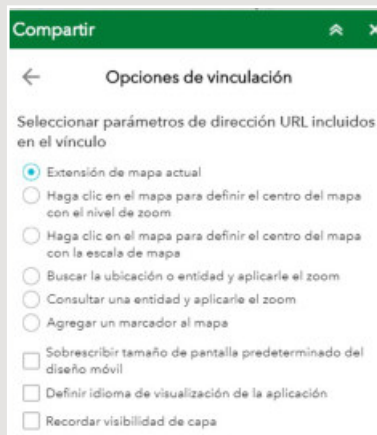 Compartir
Opciones de vinculación
Seleccionar parámetros de dirección URL incluidos
en el vínculo
Extensión de mapa actual
Haga clic en el mapa para definir el centro del mapa
con el nivel de zoom
Haga clic en el mapa para definir el centro del mapa
con la escala de mapa
Buscar la ubicación o entidad y aplicarle el zoom
Consultar una entidad y aplicarle el zoom
Agregar un marcador al mapa
Sobrescribir tamaño de pantalla predeterminado del
diseño móvil
Definir idioma de visualización de la aplicación
Recordar visibilidad de capa